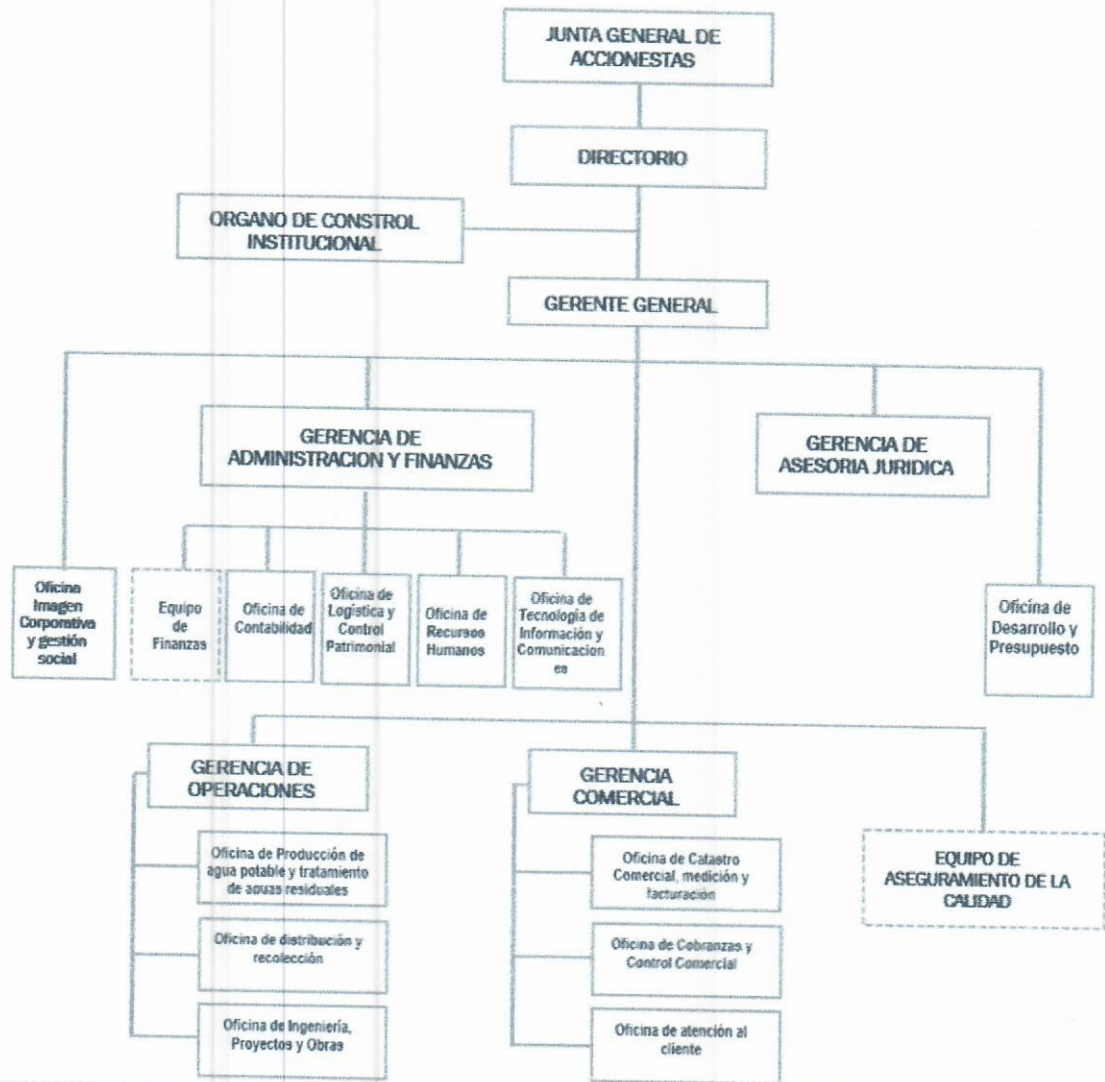 JUNTA GENERAL DE
ACCIONESTAS
DIRECTORIO
ORGANO DE CONSTROL
INSTITUCIONAL
GERENTE GENERAL
GERENCIA DE
ADMINISTRACION Y FINANZAS
GERENCIA DE
ASESORIA JURIDICA
Oficina
Imagen
Corporativa
y gestión
social
Equipo
de
Finanzas
Oficina de
Contabilidad
Oficina de
Logística y
Control
Patrimonial
Oficina de
Recursos
Humanos
Oficina de
Tecnología de
Información y
Comunicacion
es
Oficina de
Desarrollo y
Presupuesto
GERENCIA DE
OPERACIONES
Oficina de Producción de
agua potable y tratamiento
de aguas residuales
Oficina de distribución y
recolección
Oficina de Ingeniería,
Proyectos y Obras
GERENCIA
COMERCIAL
Oficina de Catastro
Comercial, medición y
facturación
Oficina de Cobranzas y
Control Comercial
Oficina de atención al
cliente
EQUIPO DE
ASEGURAMIENTO DE LA
CALIDAD